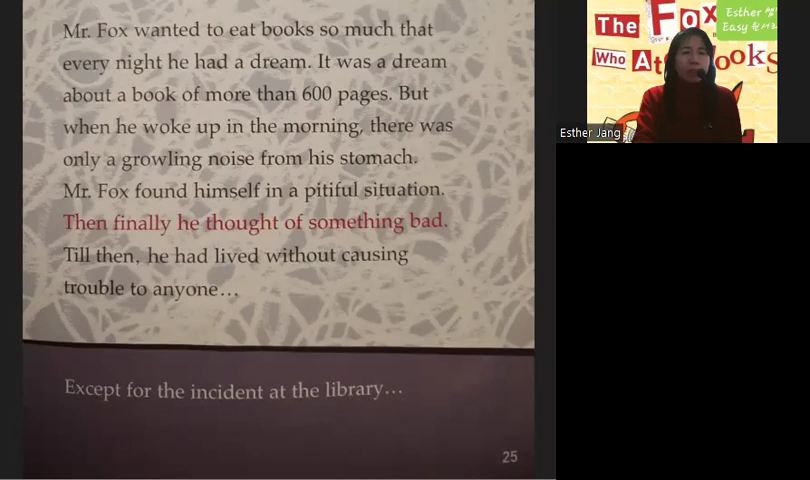 Mr. Fox wanted to eat books so much that
every night he had a dream. It was a dream
about a book of more than 600 pages. But
when he woke up in the morning, there was
only a growling noise from his stomach.
Mr. Fox found himself in a pitiful situation.
Then finally he thought of something bad.
Till then, he had lived without causing
trouble to anyone…
Except for the incident at the library…
25
The Fox
Who At ooks
Esther
Easy
Esther Jang